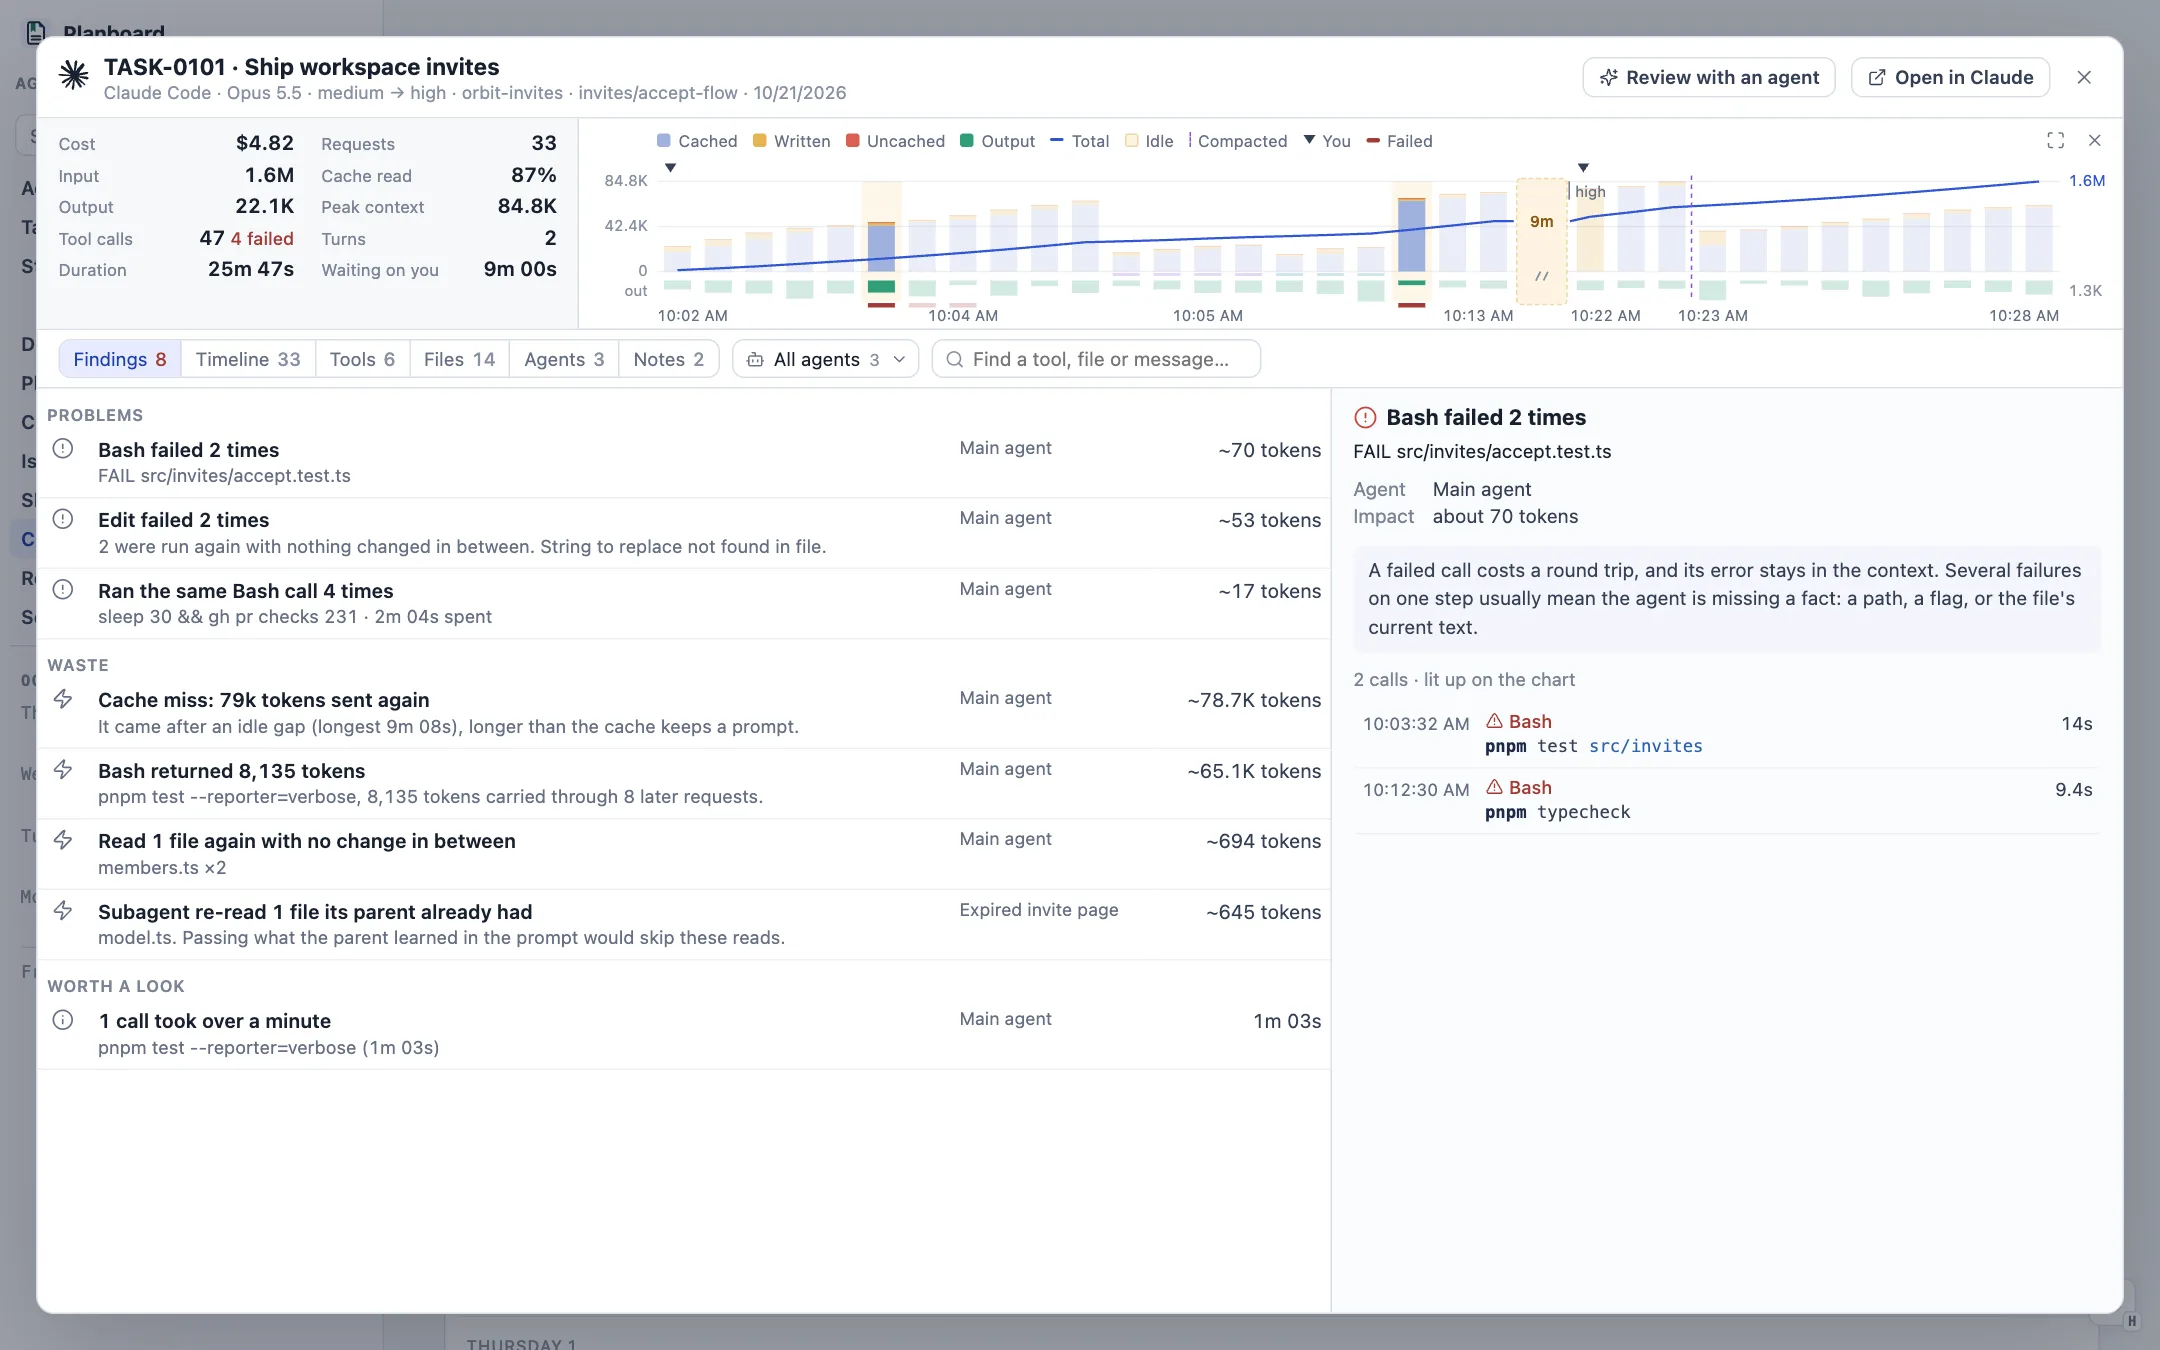 Planboard
TASK-0101 · Ship workspace invites
Claude Code · Opus 5.5 · medium → high · orbit-invites · invites/accept-flow · 10/21/2026
Review with an agent
Open in Claude
Cost $4.82 Requests 33
Input 1.6M Cache read 87%
Output 22.1K Peak context 84.8K
Tool calls 47 4 failed Turns 2
Duration 25m 47s Waiting on you 9m 00s
Cached Written Uncached Output Total Idle Compacted You Failed
84.8K
42.4K
0
out
high
9m
//
1.6M
1.3K
10:02 AM 10:04 AM 10:05 AM 10:13 AM 10:22 AM 10:23 AM 10:28 AM
Findings 8 Timeline 33 Tools 6 Files 14 Agents 3 Notes 2 All agents 3 Find a tool, file or message...
PROBLEMS
Bash failed 2 times Main agent ~70 tokens
FAIL src/invites/accept.test.ts
Edit failed 2 times Main agent ~53 tokens
2 were run again with nothing changed in between. String to replace not found in file.
Ran the same Bash call 4 times Main agent ~17 tokens
sleep 30 && gh pr checks 231 · 2m 04s spent
WASTE
Cache miss: 79k tokens sent again Main agent ~78.7K tokens
It came after an idle gap (longest 9m 08s), longer than the cache keeps a prompt.
Bash returned 8,135 tokens Main agent ~65.1K tokens
pnpm test --reporter=verbose, 8,135 tokens carried through 8 later requests.
Read 1 file again with no change in between Main agent ~694 tokens
members.ts ×2
Subagent re-read 1 file its parent already had Expired invite page ~645 tokens
model.ts. Passing what the parent learned in the prompt would skip these reads.
WORTH A LOOK
1 call took over a minute Main agent 1m 03s
pnpm test --reporter=verbose (1m 03s)
Bash failed 2 times
FAIL src/invites/accept.test.ts
Agent Main agent
Impact about 70 tokens
A failed call costs a round trip, and its error stays in the context. Several failures
on one step usually mean the agent is missing a fact: a path, a flag, or the file's
current text.
2 calls · lit up on the chart
10:03:32 AM Bash 14s
pnpm test src/invites
10:12:30 AM Bash 9.4s
pnpm typecheck
THURSDAY 1
H